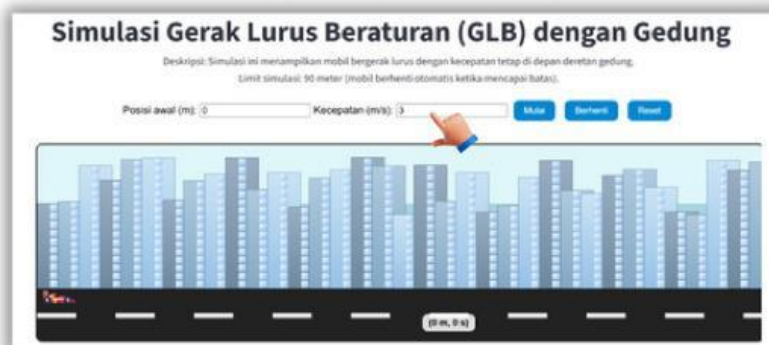 Simulasi Gerak Lurus Beraturan (GLB) dengan Gedung
Deskripsi: Simulasi ini menampilkan mobil bergerak lurus dengan kecepatan tetap di depan deretan gedung.
Limit simulasi: 90 meter (mobil berhenti otomatis ketika mencapai batas).
Posisi awal (m): 0 Kecepatan (m/s): 3 Mulai Berhenti Reset
(0 m, 0 s)